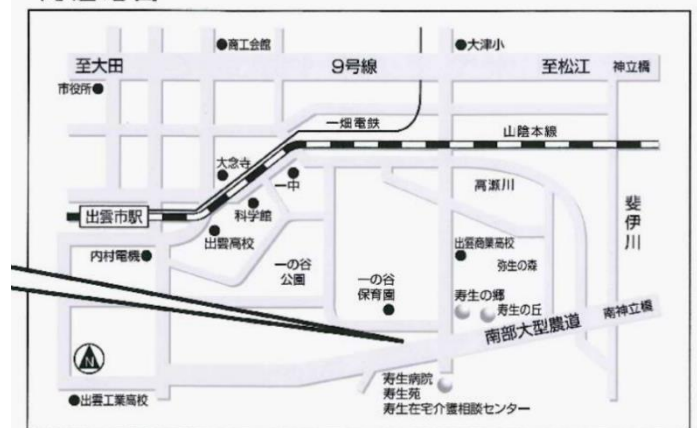 商工会館
大津小
至大田
9号線
至松江
神立橋
市役所
一畑電鉄
山陰本線
大念寺
一中
高瀬川
斐伊川
科学館
出雲市駅
出雲高校
内村電機
一の谷
公園
一の谷
保育園
出雲商業高校
弥生の森
寿生の郷
寿生の丘
南部大型農道
南神立橋
N
寿生病院
寿生苑
寿生在宅介護相談センター
出雲工業高校